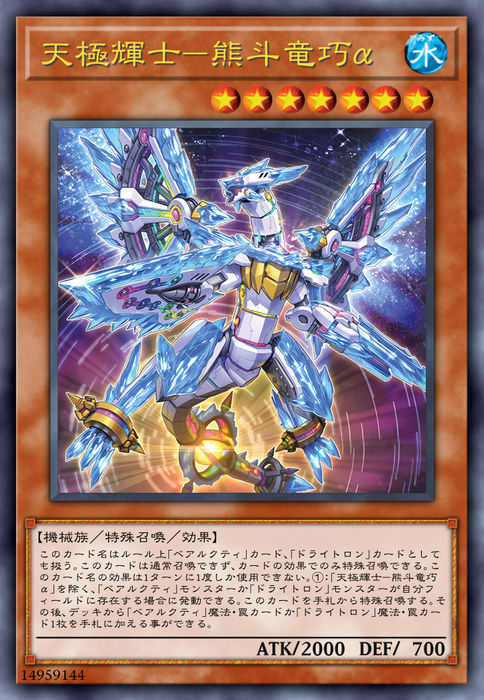 天極輝士-熊斗竜巧α
みず
水
【機械族／特殊召喚／効果】
このカード名はルール上「ベアルクティ」カード、「ドライトロン」カードとして
も扱う。このカードは通常召喚できず、カードの効果でのみ特殊召喚できる。こ
のカード名の効果は1ターンに1度しか使用できない。①:「天極輝士-熊斗竜巧
α」を除く、「ベアルクティ」モンスターか「ドライトロン」モンスターが自分フ
ィールドに存在する場合に発動できる。このカードを手札から特殊召喚する。そ
の後、デッキから「ベアルクティ」魔法・罠カードか「ドライトロン」魔法・罠カー
ド1枚を手札に加える事ができる。
ATK/2000 DEF/ 700
14959144